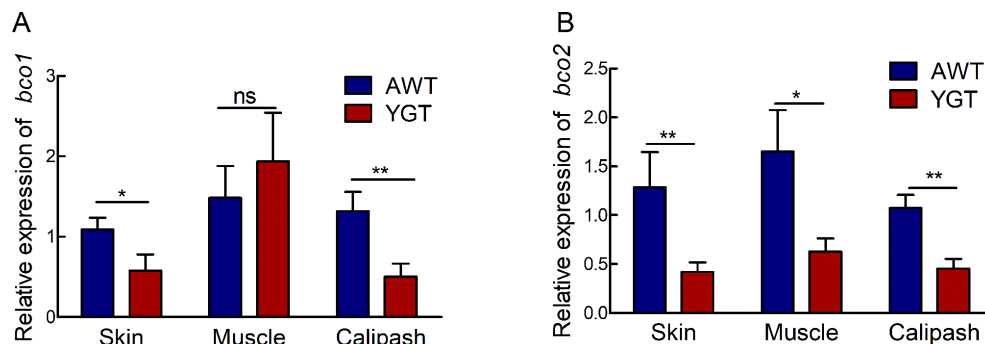 A
Relative expression of bco1
3
2
1
0
AWT
YGT
*
ns
**
Skin
Muscle
Calipash
B
Relative expression of bco2
2.5
2.0
1.5
1.0
0.5
0.0
AWT
YGT
**
*
**
Skin
Muscle
Calipash